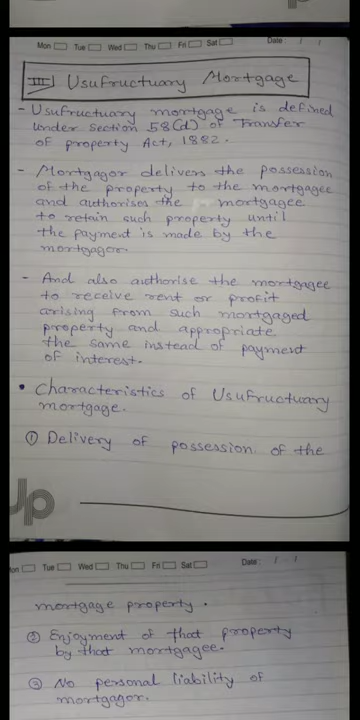 Mon Tue Wed Thu Fri Sat Date: / /
III] Usufructuary Mortgage
- Usufructuary mortgage is defined
under section 58(d) of Transfer
of property Act, 1882.
- Mortgagor delivers the possession
of the property to the mortgagee
and authorises the mortgagee
to retain such property until
the payment is made by the
mortgagor.
- And also authorise the mortgagee
to receive rent or profit
arising from such mortgaged
property and appropriate
the same instead of payment
of interest.
• Characteristics of Usufructuary
mortgage.
① Delivery of possession of the
Up
Mon Tue Wed Thu Fri Sat Date: / /
mortgage property.
② Enjoyment of that property
by that mortgagee.
③ No personal liability of
mortgagor.